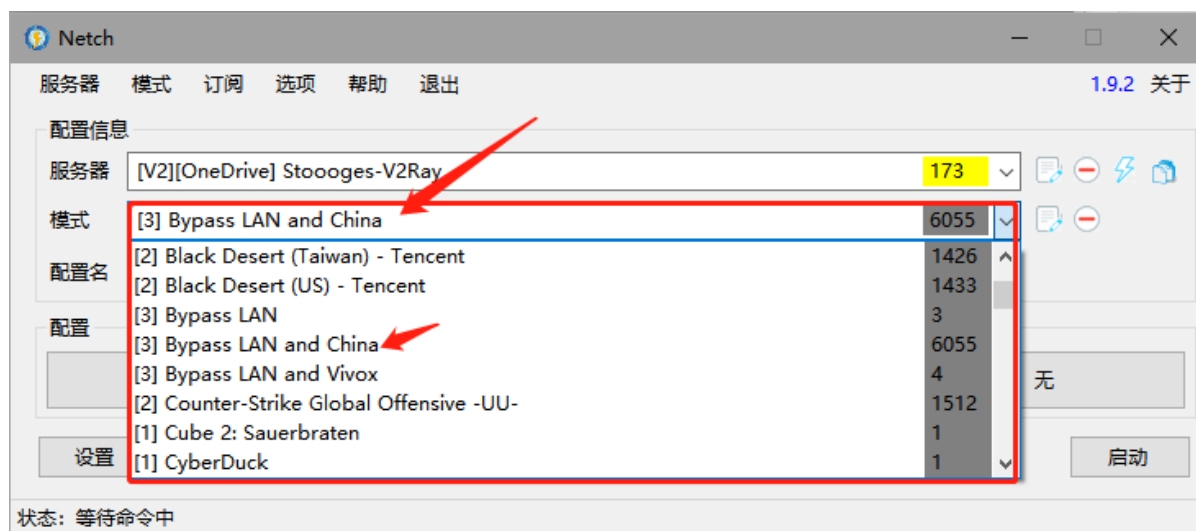 Netch
服务器 模式 订阅 选项 帮助 退出 1.9.2 关于
配置信息
服务器 [V2][OneDrive] Stoooges-V2Ray 173
模式 [3] Bypass LAN and China 6055
[2] Black Desert (Taiwan) - Tencent 1426
配置名
[2] Black Desert (US) - Tencent 1433
[3] Bypass LAN 3
配置
[3] Bypass LAN and China 6055
[3] Bypass LAN and Vivox 4
无
[2] Counter-Strike Global Offensive -UU- 1512
[1] Cube 2: Sauerbraten 1
设置 [1] CyberDuck 1 启动
状态: 等待命令中